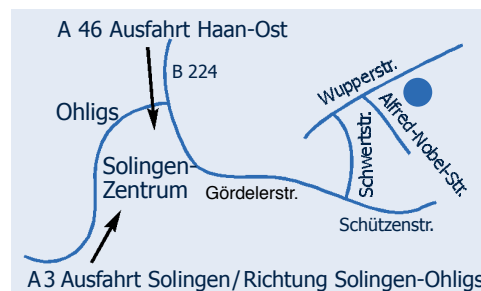 A 46 Ausfahrt Haan-Ost
B 224
Ohligs
Wupperstr.
Alfred-Nobel-Str.
Schwertstr.
Solingen-
Zentrum
Gördelerstr.
Schützenstr.
A3 Ausfahrt Solingen/Richtung Solingen-Ohligs